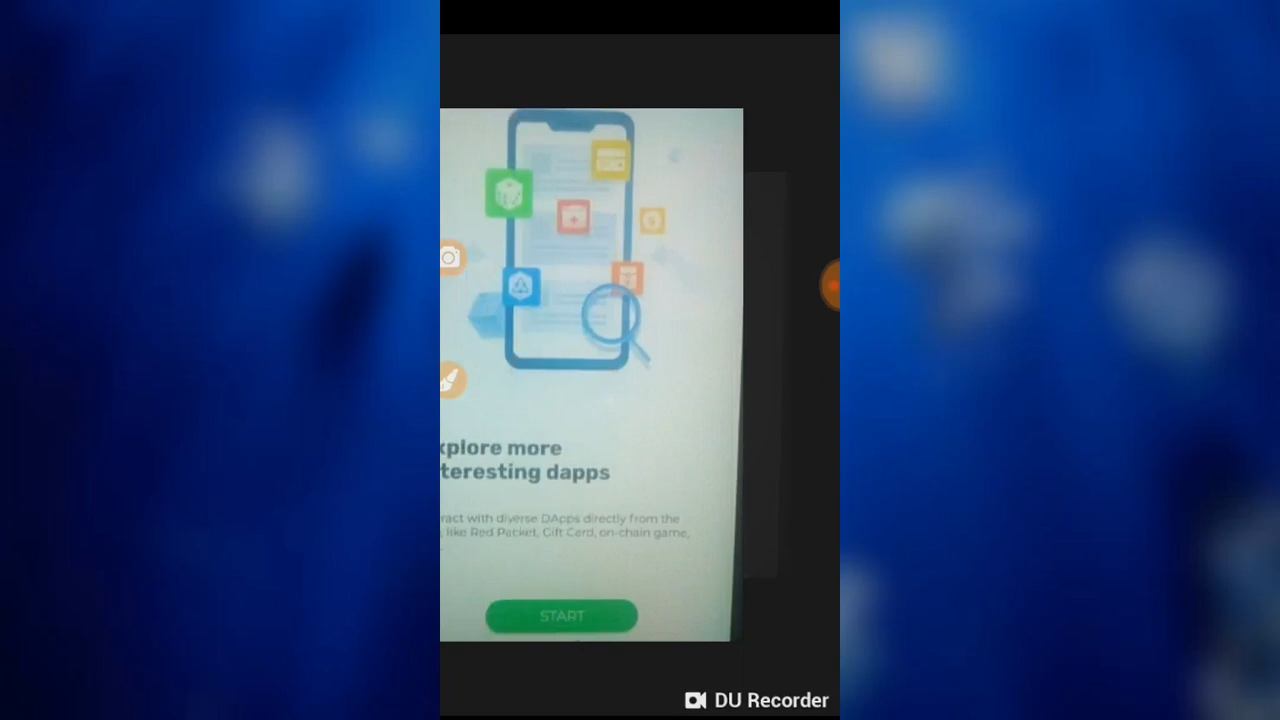 xplore more
teresting dapps
ract with diverse DApps directly from the
, like Red Packet, Gift Card, on-chain game,
START
DU Recorder